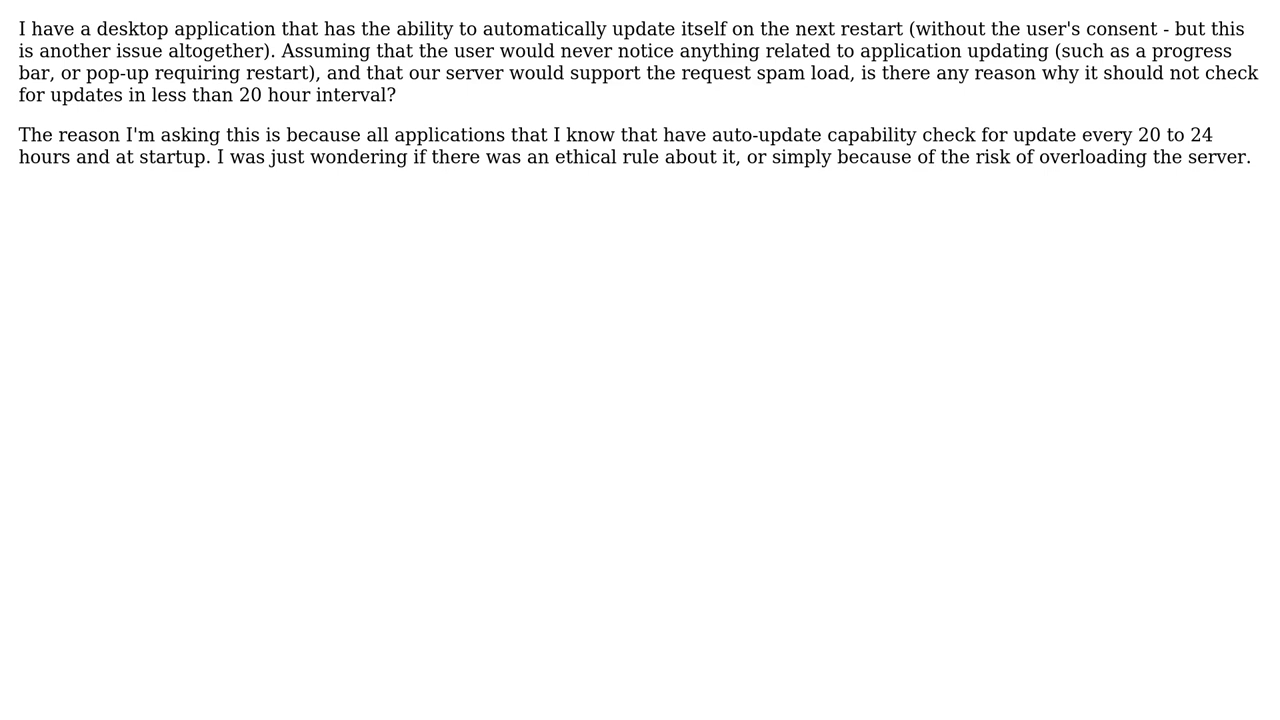 I have a desktop application that has the ability to automatically update itself on the next restart (without the user's consent - but this
is another issue altogether). Assuming that the user would never notice anything related to application updating (such as a progress
bar, or pop-up requiring restart), and that our server would support the request spam load, is there any reason why it should not check
for updates in less than 20 hour interval?
The reason I'm asking this is because all applications that I know that have auto-update capability check for update every 20 to 24
hours and at startup. I was just wondering if there was an ethical rule about it, or simply because of the risk of overloading the server.